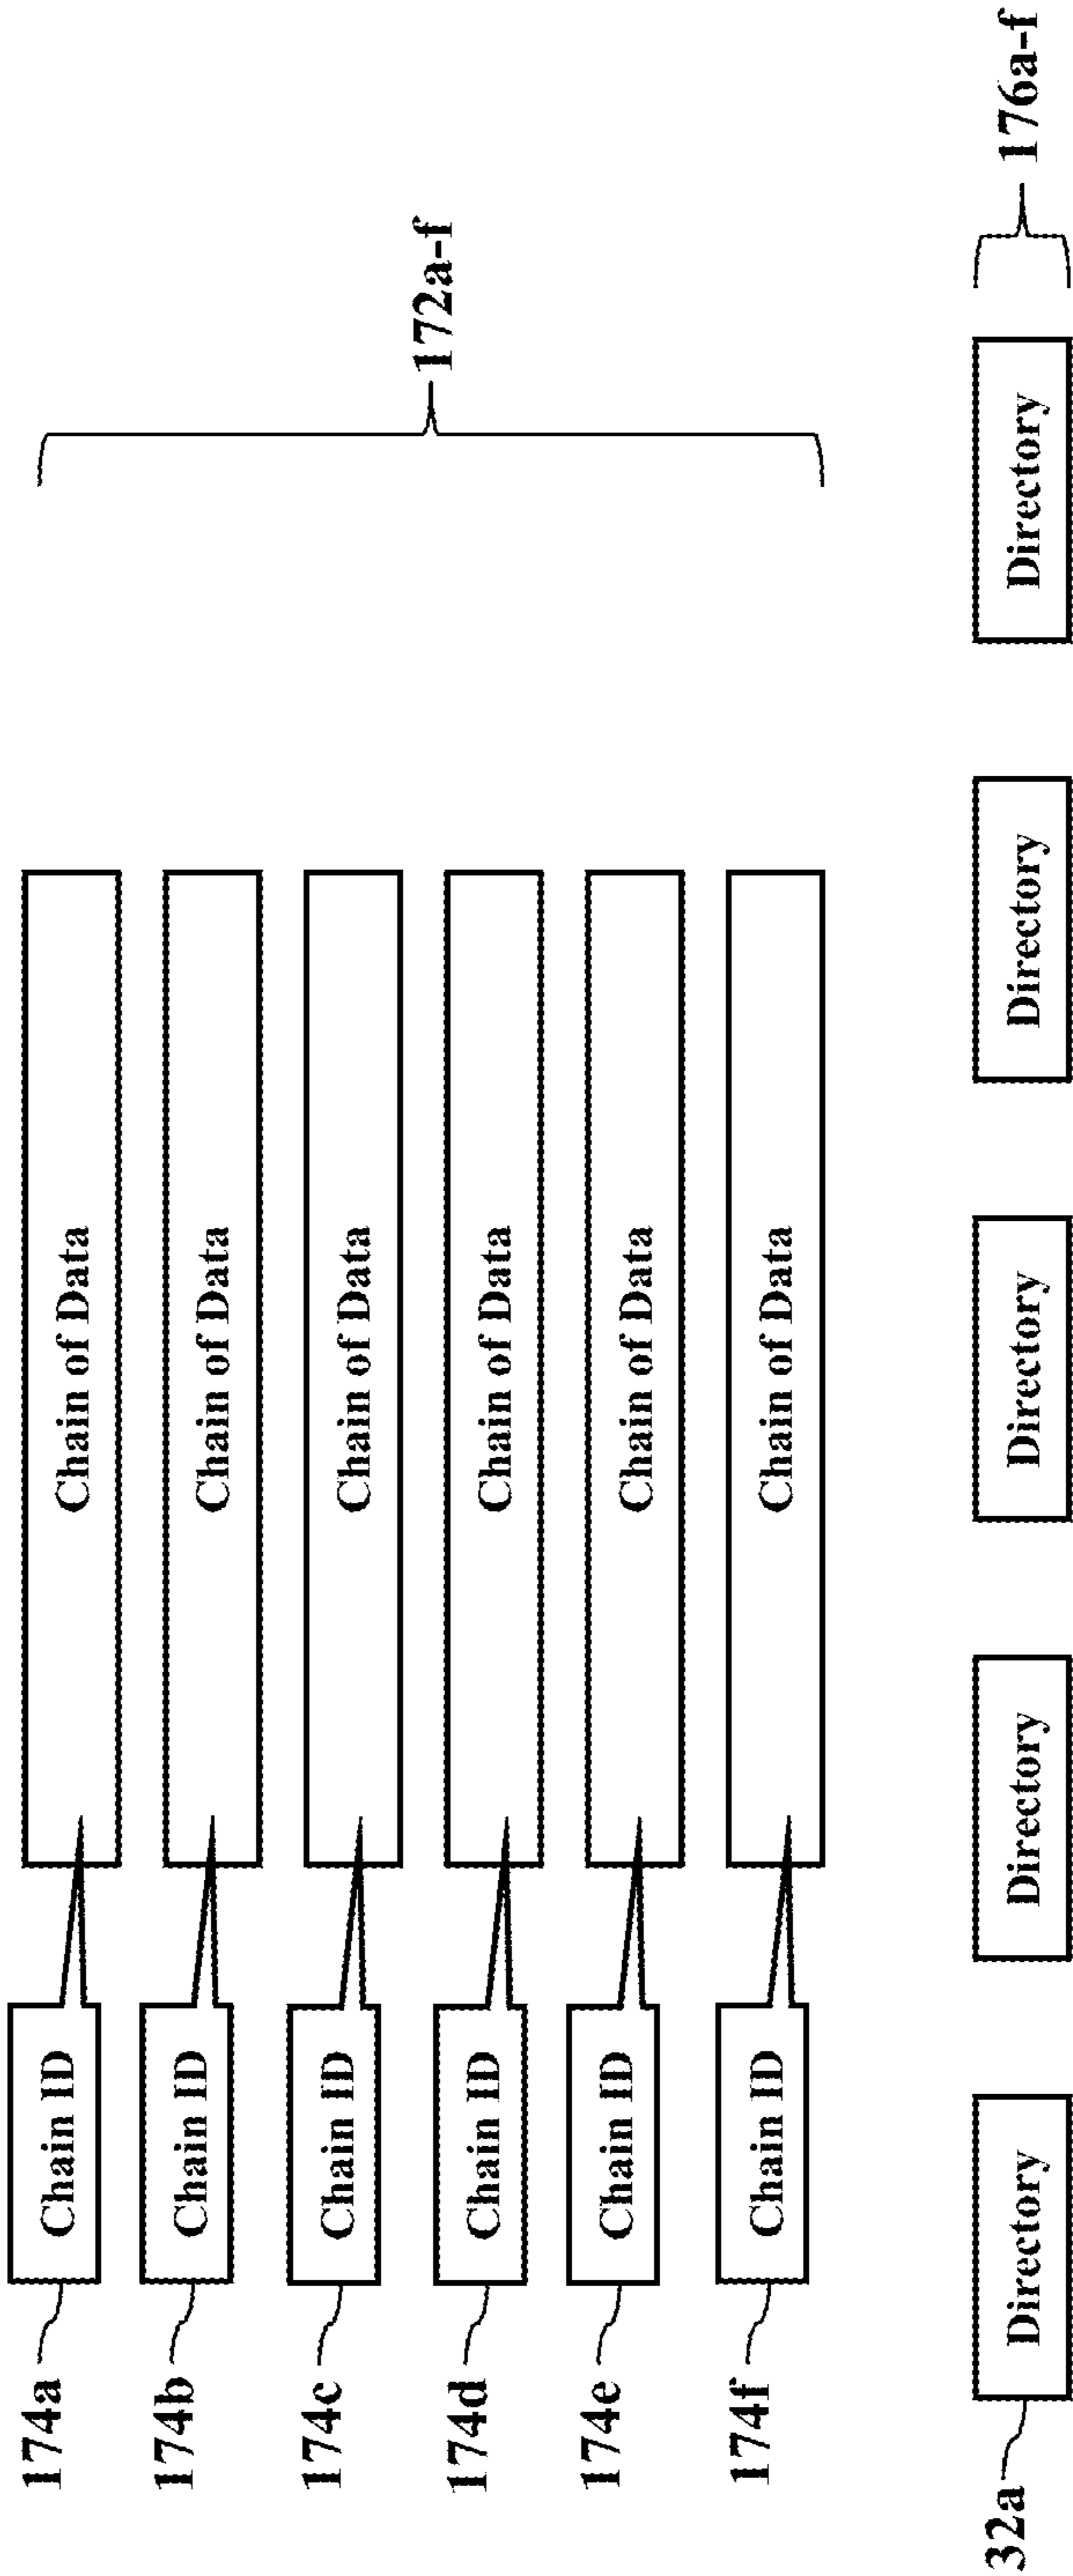 174a Chain ID Chain of Data
174b Chain ID Chain of Data
174c Chain ID Chain of Data
174d Chain ID Chain of Data
174e Chain ID Chain of Data
174f Chain ID Chain of Data
172a-f
32a Directory Directory Directory Directory Directory 176a-f